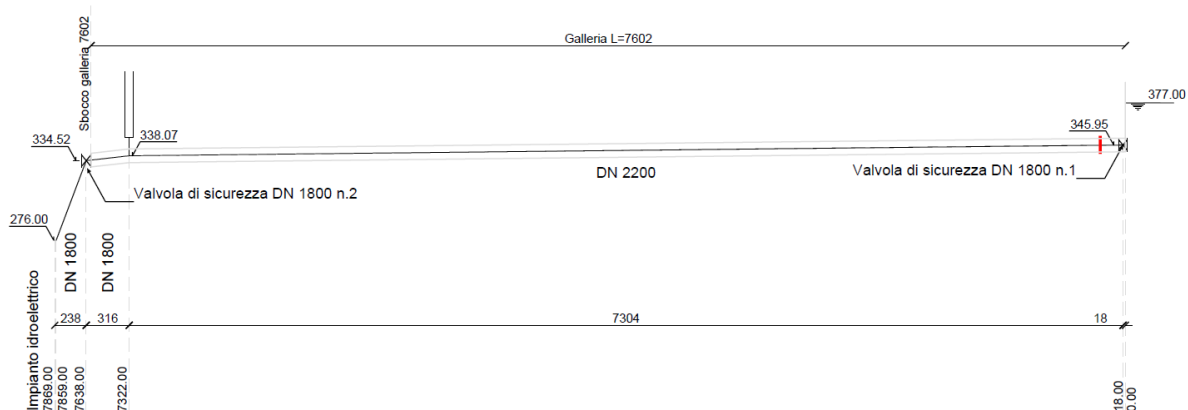 Galleria L=7602
Sbocco galleria 7602
377.00
334.52
338.07
345.95
DN 2200
Valvola di sicurezza DN 1800 n.1
Valvola di sicurezza DN 1800 n.2
276.00
DN 1800
DN 1800
238
316
7304
18
Impianto idroelettrico
7869.00
7859.00
7638.00
7322.00
18.00
0.00